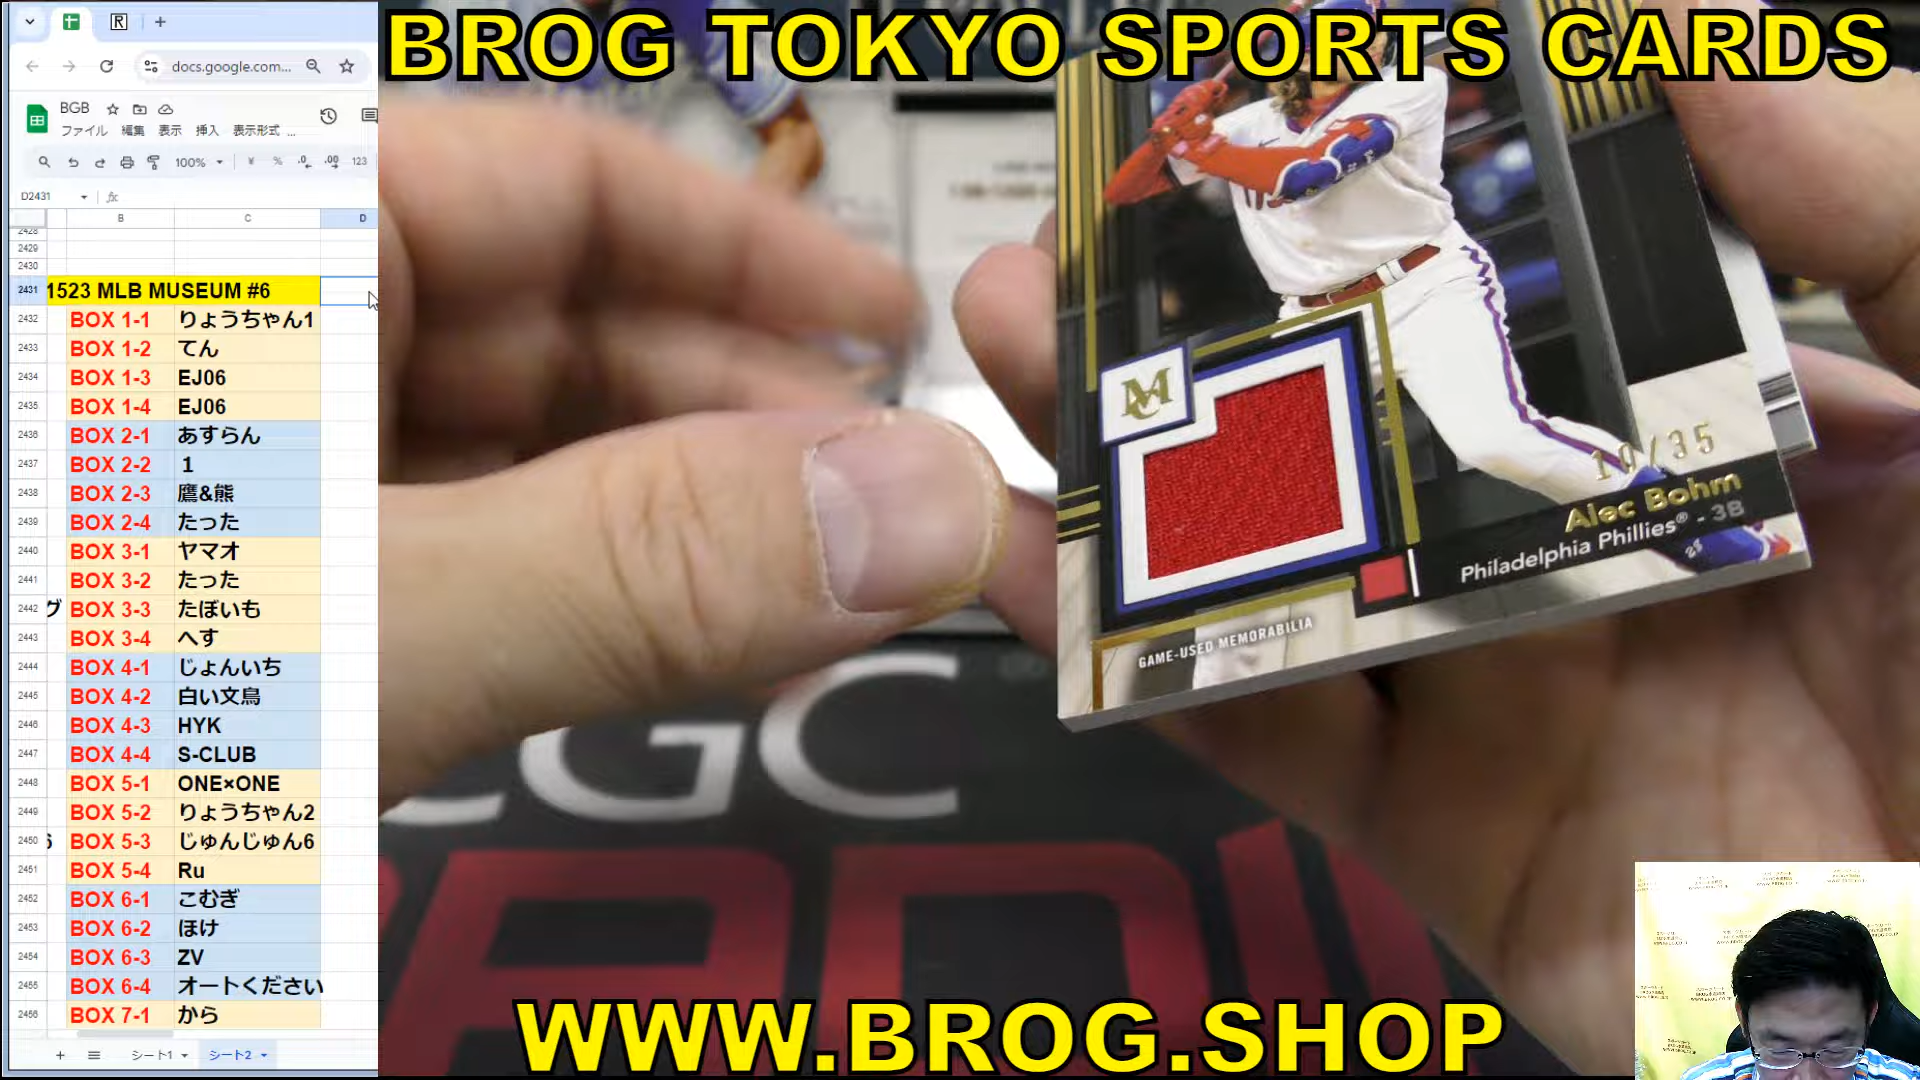 BROG TOKYO SPORTS CARDS
docs.google.com...
BGB
ファイル 編集 表示 挿入 表示形式 ...
100% ¥ % .0 .00 123
D2431 fx
B C D
2428
2429
2430
2431 1523 MLB MUSEUM #6
2432 BOX 1-1 りょうちゃん1
2433 BOX 1-2 てん
2434 BOX 1-3 EJ06
2435 BOX 1-4 EJ06
2436 BOX 2-1 あすらん
2437 BOX 2-2 1
2438 BOX 2-3 鷹&熊
2439 BOX 2-4 たった
2440 BOX 3-1 ヤマオ
2441 BOX 3-2 たった
2442 グ BOX 3-3 たぼいも
2443 BOX 3-4 へす
2444 BOX 4-1 じょんいち
2445 BOX 4-2 白い文鳥
2446 BOX 4-3 HYK
2447 BOX 4-4 S-CLUB
2448 BOX 5-1 ONE×ONE
2449 BOX 5-2 りょうちゃん2
2450 6 BOX 5-3 じゅんじゅん6
2451 BOX 5-4 Ru
2452 BOX 6-1 こむぎ
2453 BOX 6-2 ほけ
2454 BOX 6-3 ZV
2455 BOX 6-4 オートください
2456 BOX 7-1 から
シート1 シート2
MC
10/35
Alec Bohm
Philadelphia Phillies® - 3B
GAME-USED MEMORABILIA
CGC
WWW.BROG.SHOP